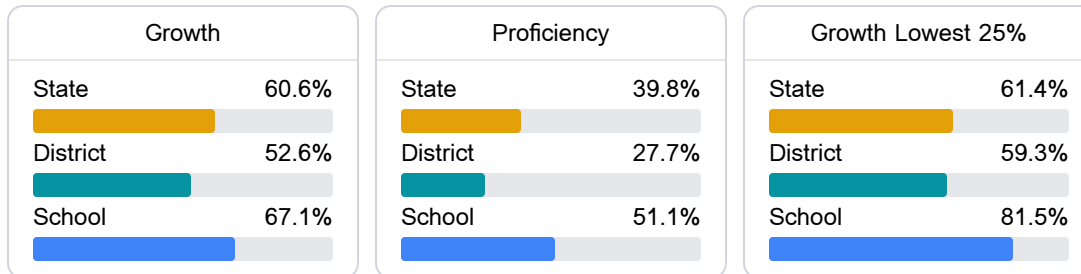 Growth
State 60.6%
District 52.6%
School 67.1%
Proficiency
State 39.8%
District 27.7%
School 51.1%
Growth Lowest 25%
State 61.4%
District 59.3%
School 81.5%